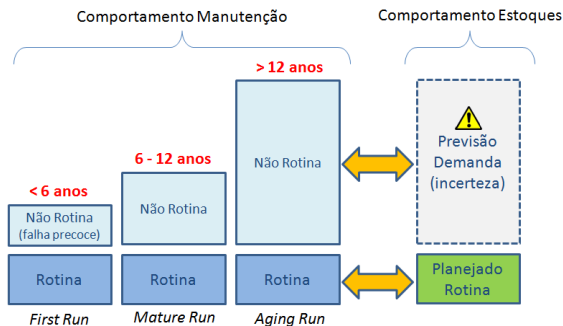 Comportamento Manutenção
Comportamento Estoques
> 12 anos
6 - 12 anos
< 6 anos
Não Rotina
(falha precoce)
Não Rotina
Não Rotina
Previsão
Demanda
(incerteza)
Rotina
Rotina
Rotina
Planejado
Rotina
First Run
Mature Run
Aging Run